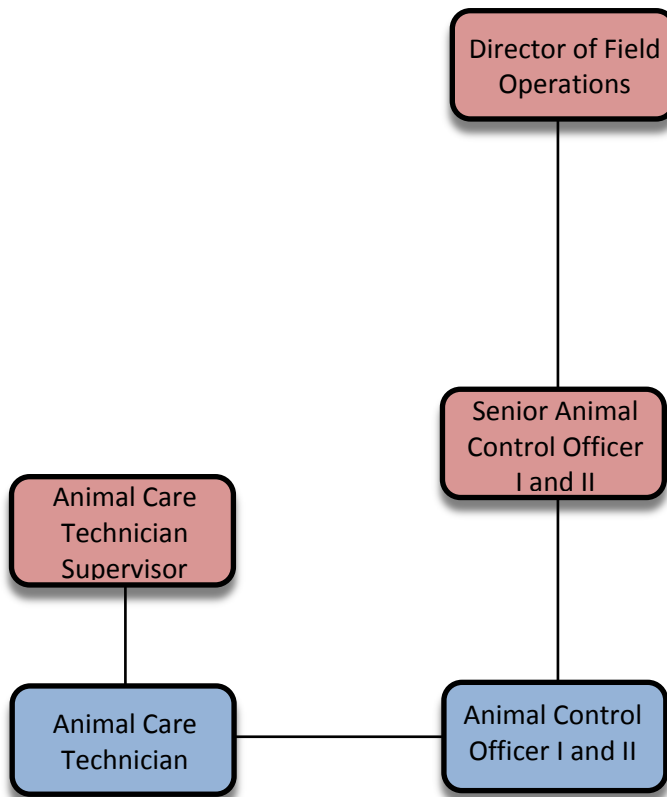 Director of Field
Operations
Senior Animal
Control Officer
I and II
Animal Care
Technician
Supervisor
Animal Care
Technician
Animal Control
Officer I and II